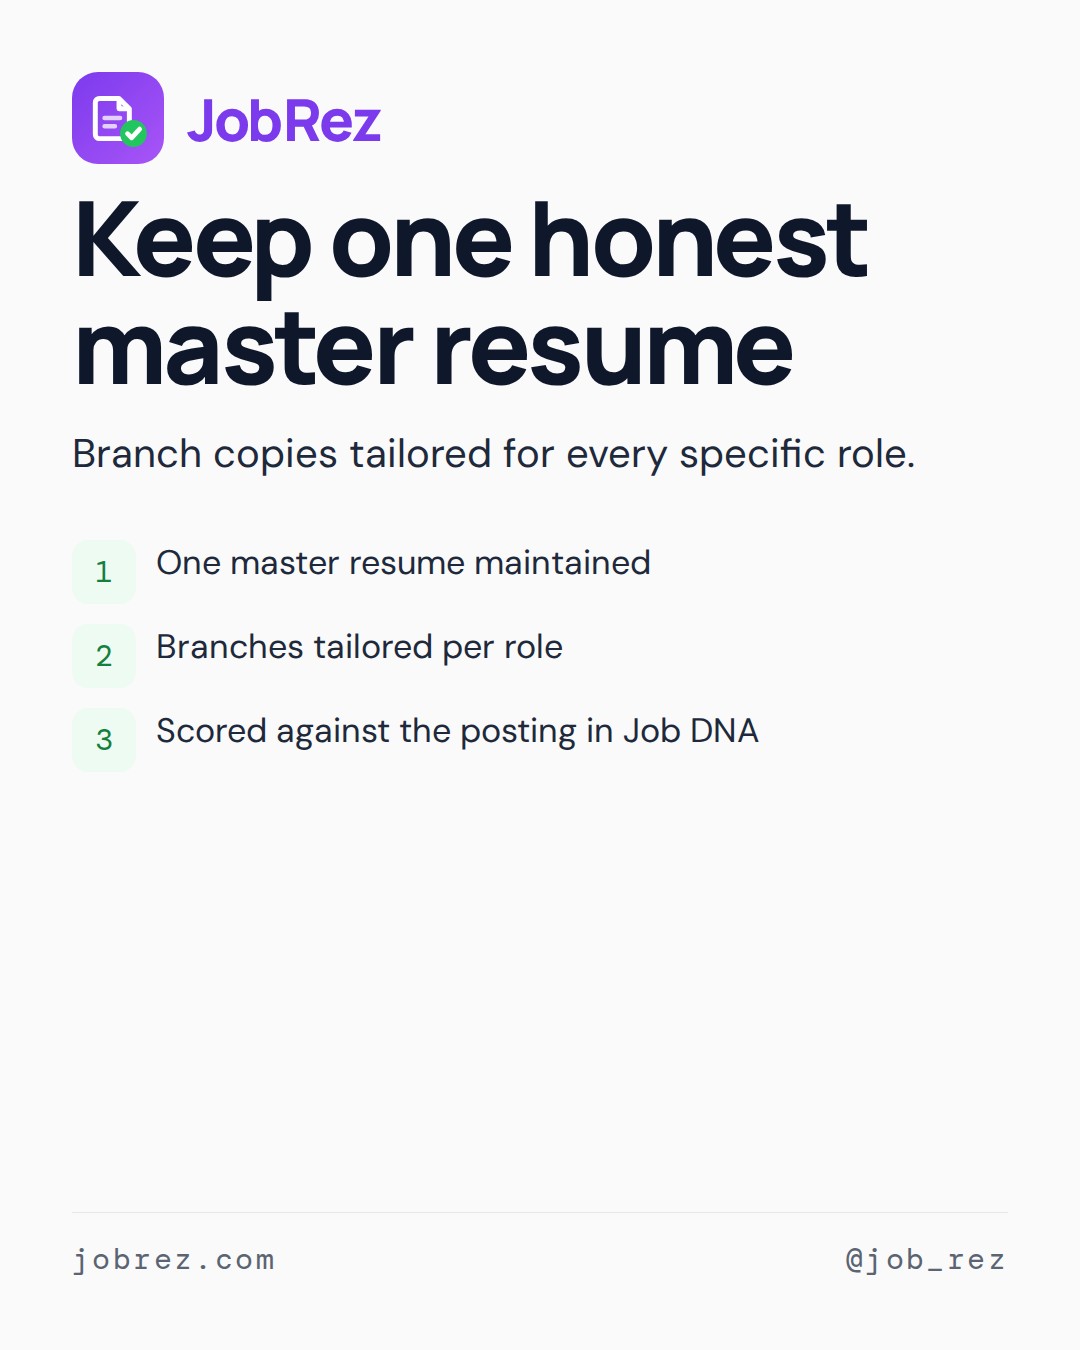 JobRez
Keep one honest
master resume
Branch copies tailored for every specific role.
1 One master resume maintained
2 Branches tailored per role
3 Scored against the posting in Job DNA
jobrez.com @job_rez